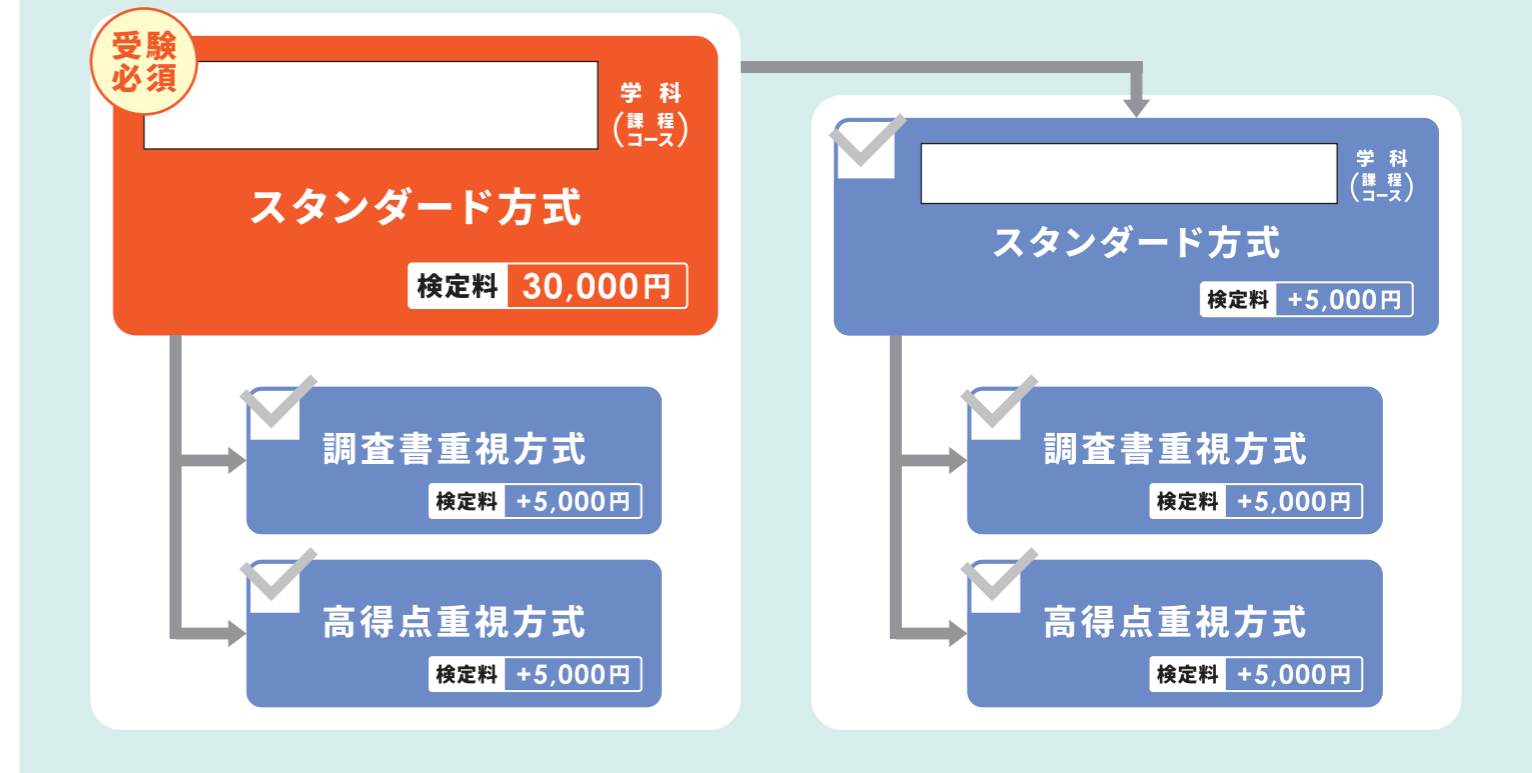 受験
必須
学科
(課程
コース)
スタンダード方式
検定料 30,000円
調査書重視方式
検定料 +5,000円
高得点重視方式
検定料 +5,000円
学科
(課程
コース)
スタンダード方式
検定料 +5,000円
調査書重視方式
検定料 +5,000円
高得点重視方式
検定料 +5,000円